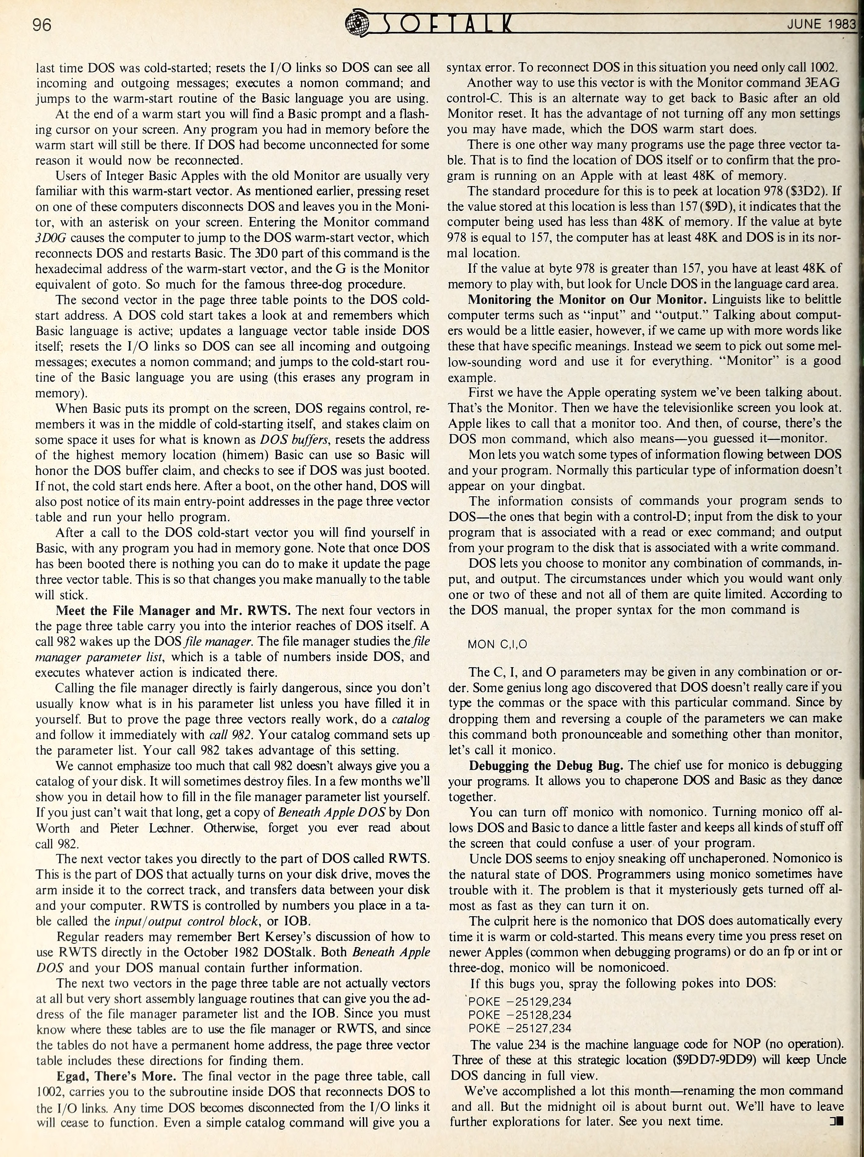 96
SOFTALK
JUNE 1983
last time DOS was cold-started; resets the I/O links so DOS can see all
incoming and outgoing messages; executes a nomon command; and
jumps to the warm-start routine of the Basic language you are using.
At the end of a warm start you will find a Basic prompt and a flash-
ing cursor on your screen. Any program you had in memory before the
warm start will still be there. If DOS had become unconnected for some
reason it would now be reconnected.
Users of Integer Basic Apples with the old Monitor are usually very
familiar with this warm-start vector. As mentioned earlier, pressing reset
on one of these computers disconnects DOS and leaves you in the Moni-
tor, with an asterisk on your screen. Entering the Monitor command
3D0G causes the computer to jump to the DOS warm-start vector, which
reconnects DOS and restarts Basic. The 3D0 part of this command is the
hexadecimal address of the warm-start vector, and the G is the Monitor
equivalent of goto. So much for the famous three-dog procedure.
The second vector in the page three table points to the DOS cold-
start address. A DOS cold start takes a look at and remembers which
Basic language is active; updates a language vector table inside DOS
itself; resets the I/O links so DOS can see all incoming and outgoing
messages; executes a nomon command; and jumps to the cold-start rou-
tine of the Basic language you are using (this erases any program in
memory).
When Basic puts its prompt on the screen, DOS regains control, re-
members it was in the middle of cold-starting itself, and stakes claim on
some space it uses for what is known as DOS buffers, resets the address
of the highest memory location (himem) Basic can use so Basic will
honor the DOS buffer claim, and checks to see if DOS was just booted.
If not, the cold start ends here. After a boot, on the other hand, DOS will
also post notice of its main entry-point addresses in the page three vector
table and run your hello program.
After a call to the DOS cold-start vector you will find yourself in
Basic, with any program you had in memory gone. Note that once DOS
has been booted there is nothing you can do to make it update the page
three vector table. This is so that changes you make manually to the table
will stick.
Meet the File Manager and Mr. RWTS. The next four vectors in
the page three table carry you into the interior reaches of DOS itself. A
call 982 wakes up the DOS file manager. The file manager studies the file
manager parameter list, which is a table of numbers inside DOS, and
executes whatever action is indicated there.
Calling the file manager directly is fairly dangerous, since you don't
usually know what is in his parameter list unless you have filled it in
yourself. But to prove the page three vectors really work, do a catalog
and follow it immediately with call 982. Your catalog command sets up
the parameter list. Your call 982 takes advantage of this setting.
We cannot emphasize too much that call 982 doesn't always give you a
catalog of your disk. It will sometimes destroy files. In a few months we'll
show you in detail how to fill in the file manager parameter list yourself.
If you just can't wait that long, get a copy of Beneath Apple DOS by Don
Worth and Pieter Lechner. Otherwise, forget you ever read about
call 982.
The next vector takes you directly to the part of DOS called RWTS.
This is the part of DOS that actually turns on your disk drive, moves the
arm inside it to the correct track, and transfers data between your disk
and your computer. RWTS is controlled by numbers you place in a ta-
ble called the input/output control block, or IOB.
Regular readers may remember Bert Kersey's discussion of how to
use RWTS directly in the October 1982 DOStalk. Both Beneath Apple
DOS and your DOS manual contain further information.
The next two vectors in the page three table are not actually vectors
at all but very short assembly language routines that can give you the ad-
dress of the file manager parameter list and the IOB. Since you must
know where these tables are to use the file manager or RWTS, and since
the tables do not have a permanent home address, the page three vector
table includes these directions for finding them.
Egad, There's More. The final vector in the page three table, call
1002, carries you to the subroutine inside DOS that reconnects DOS to
the I/O links. Any time DOS becomes disconnected from the I/O links it
will cease to function. Even a simple catalog command will give you a
syntax error. To reconnect DOS in this situation you need only call 1002.
Another way to use this vector is with the Monitor command 3EAG
control-C. This is an alternate way to get back to Basic after an old
Monitor reset. It has the advantage of not turning off any mon settings
you may have made, which the DOS warm start does.
There is one other way many programs use the page three vector ta-
ble. That is to find the location of DOS itself or to confirm that the pro-
gram is running on an Apple with at least 48K of memory.
The standard procedure for this is to peek at location 978 ($3D2). If
the value stored at this location is less than 157 ($9D), it indicates that the
computer being used has less than 48K of memory. If the value at byte
978 is equal to 157, the computer has at least 48K and DOS is in its nor-
mal location.
If the value at byte 978 is greater than 157, you have at least 48K of
memory to play with, but look for Uncle DOS in the language card area.
Monitoring the Monitor on Our Monitor. Linguists like to belittle
computer terms such as "input" and "output." Talking about comput-
ers would be a little easier, however, if we came up with more words like
these that have specific meanings. Instead we seem to pick out some mel-
low-sounding word and use it for everything. "Monitor" is a good
example.
First we have the Apple operating system we've been talking about.
That's the Monitor. Then we have the televisionlike screen you look at.
Apple likes to call that a monitor too. And then, of course, there's the
DOS mon command, which also means—you guessed it—monitor.
Mon lets you watch some types of information flowing between DOS
and your program. Normally this particular type of information doesn't
appear on your dingbat.
The information consists of commands your program sends to
DOS—the ones that begin with a control-D; input from the disk to your
program that is associated with a read or exec command; and output
from your program to the disk that is associated with a write command.
DOS lets you choose to monitor any combination of commands, in-
put, and output. The circumstances under which you would want only
one or two of these and not all of them are quite limited. According to
the DOS manual, the proper syntax for the mon command is
MON C,I,O
The C, I, and O parameters may be given in any combination or or-
der. Some genius long ago discovered that DOS doesn't really care if you
type the commas or the space with this particular command. Since by
dropping them and reversing a couple of the parameters we can make
this command both pronounceable and something other than monitor,
let's call it monico.
Debugging the Debug Bug. The chief use for monico is debugging
your programs. It allows you to chaperone DOS and Basic as they dance
together.
You can turn off monico with nomonico. Turning monico off al-
lows DOS and Basic to dance a little faster and keeps all kinds of stuff off
the screen that could confuse a user of your program.
Uncle DOS seems to enjoy sneaking off unchaperoned. Nomonico is
the natural state of DOS. Programmers using monico sometimes have
trouble with it. The problem is that it mysteriously gets turned off al-
most as fast as they can turn it on.
The culprit here is the nomonico that DOS does automatically every
time it is warm or cold-started. This means every time you press reset on
newer Apples (common when debugging programs) or do an fp or int or
three-dog, monico will be nomonicoed.
If this bugs you, spray the following pokes into DOS:
POKE −25129,234
POKE −25128,234
POKE −25127,234
The value 234 is the machine language code for NOP (no operation).
Three of these at this strategic location ($9DD7-9DD9) will keep Uncle
DOS dancing in full view.
We've accomplished a lot this month—renaming the mon command
and all. But the midnight oil is about burnt out. We'll have to leave
further explorations for later. See you next time.